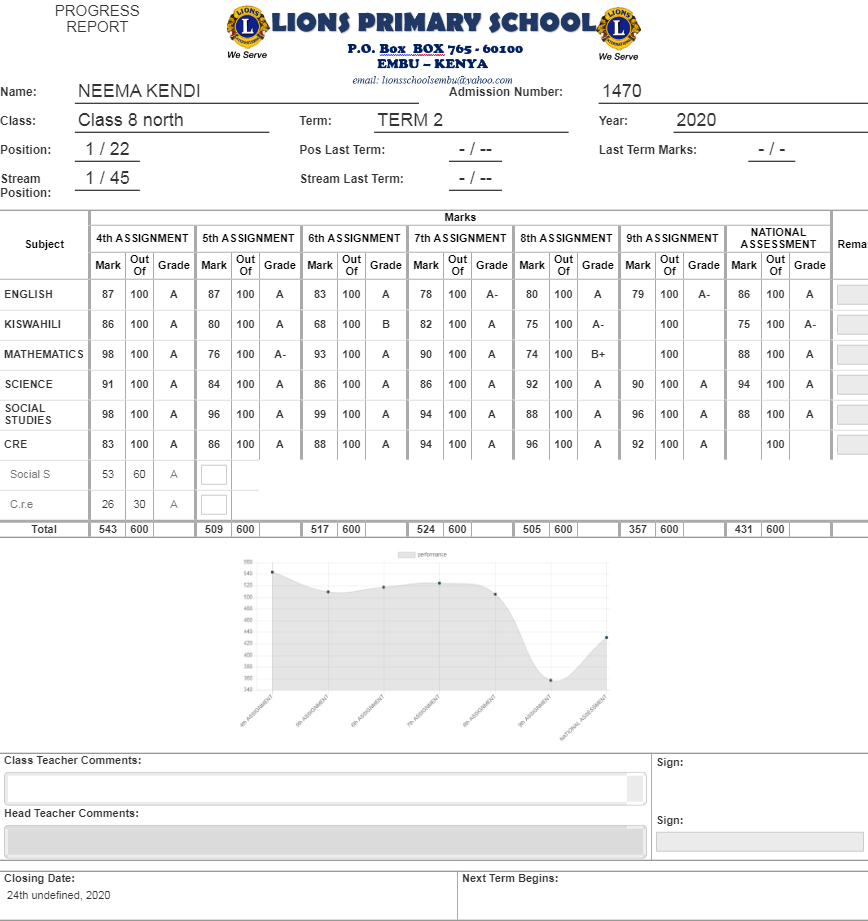 PROGRESS
REPORT
LIONS PRIMARY SCHOOL
We Serve
We Serve
P.O. Box BOX 765 - 60100
EMBU – KENYA
email: lionsschoolsembu@yahoo.com
Name: NEEMA KENDI Admission Number: 1470
Class: Class 8 north Term: TERM 2 Year: 2020
Position: 1 / 22 Pos Last Term: - / -- Last Term Marks: - / -
Stream Position: 1 / 45 Stream Last Term: - / --
Marks
Subject 4th ASSIGNMENT 5th ASSIGNMENT 6th ASSIGNMENT 7th ASSIGNMENT 8th ASSIGNMENT 9th ASSIGNMENT NATIONAL ASSESSMENT Rema
Mark Out Of Grade Mark Out Of Grade Mark Out Of Grade Mark Out Of Grade Mark Out Of Grade Mark Out Of Grade Mark Out Of Grade
ENGLISH 87 100 A 87 100 A 83 100 A 78 100 A- 80 100 A 79 100 A- 86 100 A
KISWAHILI 86 100 A 80 100 A 68 100 B 82 100 A 75 100 A- 100 75 100 A-
MATHEMATICS 98 100 A 76 100 A- 93 100 A 90 100 A 74 100 B+ 100 88 100 A
SCIENCE 91 100 A 84 100 A 86 100 A 86 100 A 92 100 A 90 100 A 94 100 A
SOCIAL STUDIES 98 100 A 96 100 A 99 100 A 94 100 A 88 100 A 96 100 A 88 100 A
CRE 83 100 A 86 100 A 88 100 A 94 100 A 96 100 A 92 100 A 100
Social S 53 60 A
C.r.e 26 30 A
Total 543 600 509 600 517 600 524 600 505 600 357 600 431 600
performance
560
540
520
500
480
460
440
420
400
380
360
340
4th ASSIGNMENT 5th ASSIGNMENT 6th ASSIGNMENT 7th ASSIGNMENT 8th ASSIGNMENT 9th ASSIGNMENT NATIONAL ASSESSMENT
Class Teacher Comments: Sign:
Head Teacher Comments: Sign:
Closing Date: Next Term Begins:
24th undefined, 2020